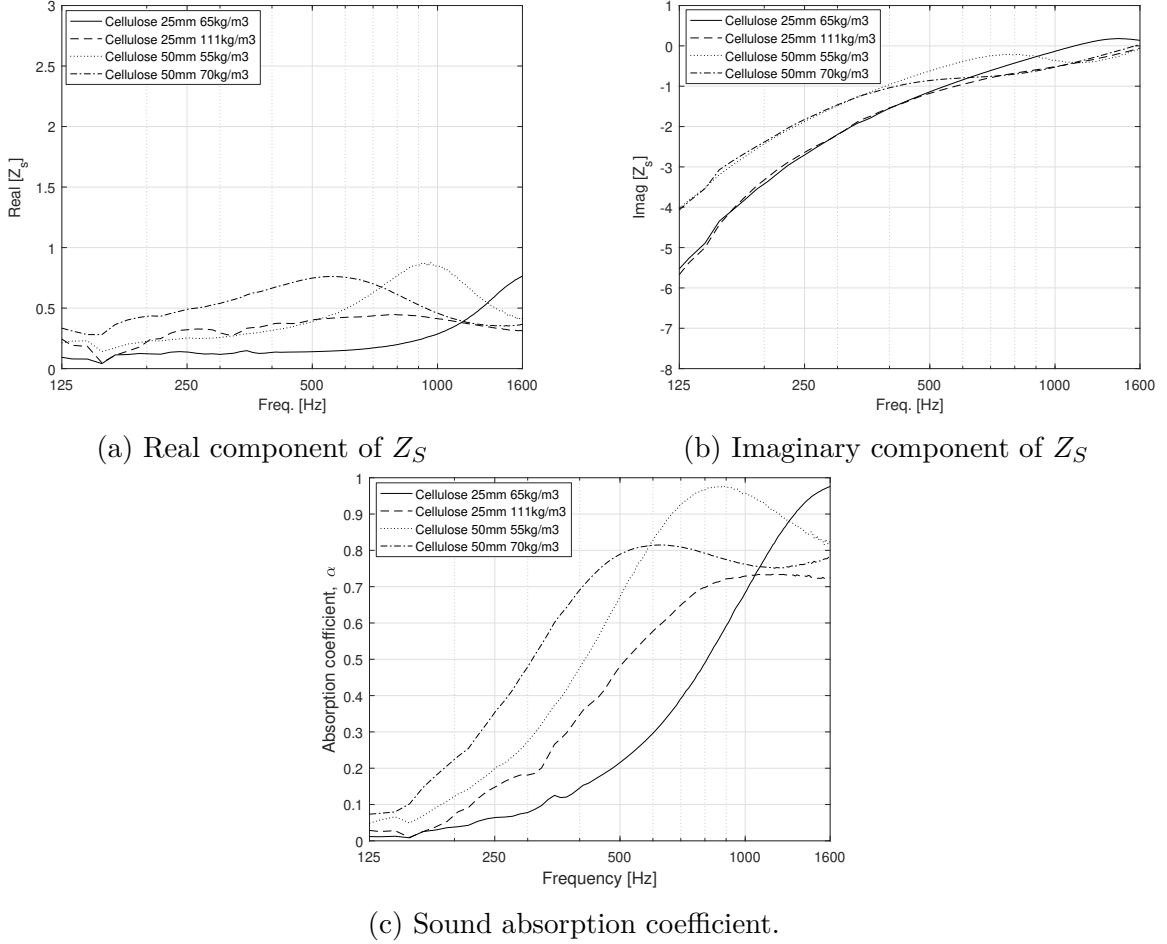 3
2.5
2
1.5
1
0.5
0
Real [Z_s]
Cellulose 25mm 65kg/m3
Cellulose 25mm 111kg/m3
Cellulose 50mm 55kg/m3
Cellulose 50mm 70kg/m3
125 250 500 1000 1600
Freq. [Hz]
(a) Real component of Z_S
1
0
-1
-2
-3
-4
-5
-6
-7
-8
Imag [Z_s]
Cellulose 25mm 65kg/m3
Cellulose 25mm 111kg/m3
Cellulose 50mm 55kg/m3
Cellulose 50mm 70kg/m3
125 250 500 1000 1600
Freq. [Hz]
(b) Imaginary component of Z_S
1
0.9
0.8
0.7
0.6
0.5
0.4
0.3
0.2
0.1
0
Absorption coefficient, α
Cellulose 25mm 65kg/m3
Cellulose 25mm 111kg/m3
Cellulose 50mm 55kg/m3
Cellulose 50mm 70kg/m3
125 250 500 1000 1600
Frequency [Hz]
(c) Sound absorption coefficient.